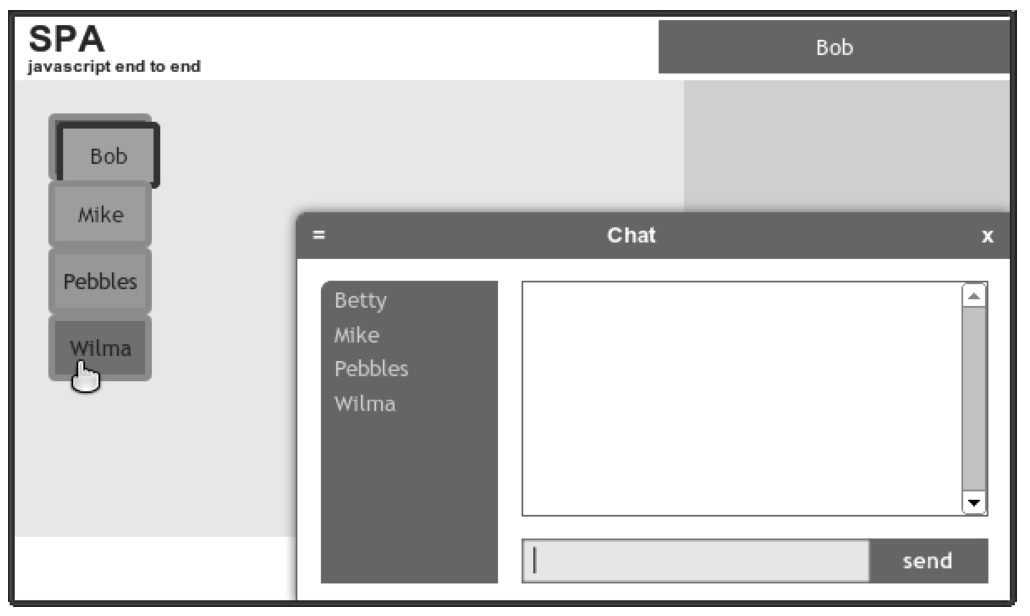 SPA
javascript end to end
Bob
Bob
Mike
Pebbles
Wilma
= Chat x
Betty
Mike
Pebbles
Wilma
send